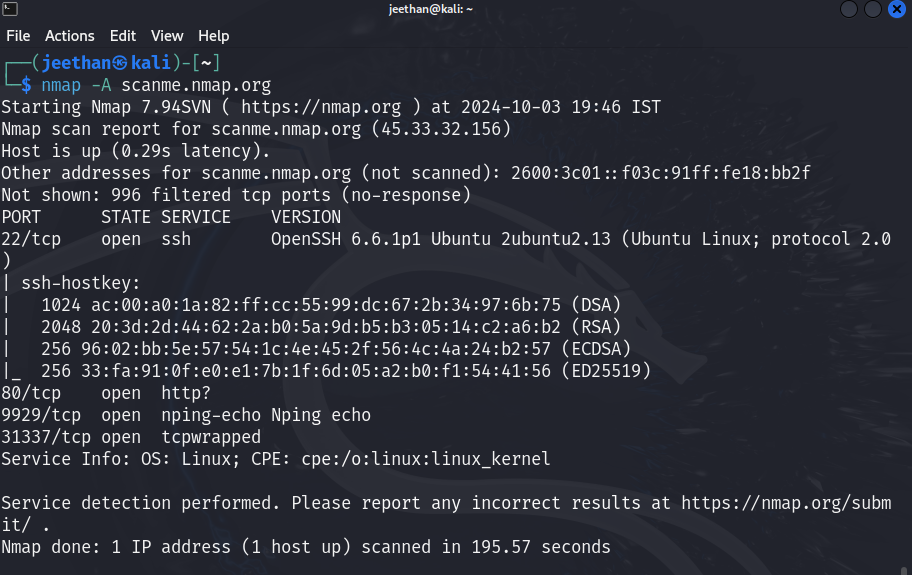 jeethan@kali: ~
File Actions Edit View Help
┌──(jeethan㉿kali)-[~]
└─$ nmap -A scanme.nmap.org
Starting Nmap 7.94SVN ( https://nmap.org ) at 2024-10-03 19:46 IST
Nmap scan report for scanme.nmap.org (45.33.32.156)
Host is up (0.29s latency).
Other addresses for scanme.nmap.org (not scanned): 2600:3c01::f03c:91ff:fe18:bb2f
Not shown: 996 filtered tcp ports (no-response)
PORT      STATE SERVICE    VERSION
22/tcp    open  ssh        OpenSSH 6.6.1p1 Ubuntu 2ubuntu2.13 (Ubuntu Linux; protocol 2.0
)
| ssh-hostkey:
|   1024 ac:00:a0:1a:82:ff:cc:55:99:dc:67:2b:34:97:6b:75 (DSA)
|   2048 20:3d:2d:44:62:2a:b0:5a:9d:b5:b3:05:14:c2:a6:b2 (RSA)
|   256 96:02:bb:5e:57:54:1c:4e:45:2f:56:4c:4a:24:b2:57 (ECDSA)
|_  256 33:fa:91:0f:e0:e1:7b:1f:6d:05:a2:b0:f1:54:41:56 (ED25519)
80/tcp    open  http?
9929/tcp  open  nping-echo Nping echo
31337/tcp open  tcpwrapped
Service Info: OS: Linux; CPE: cpe:/o:linux:linux_kernel

Service detection performed. Please report any incorrect results at https://nmap.org/subm
it/ .
Nmap done: 1 IP address (1 host up) scanned in 195.57 seconds